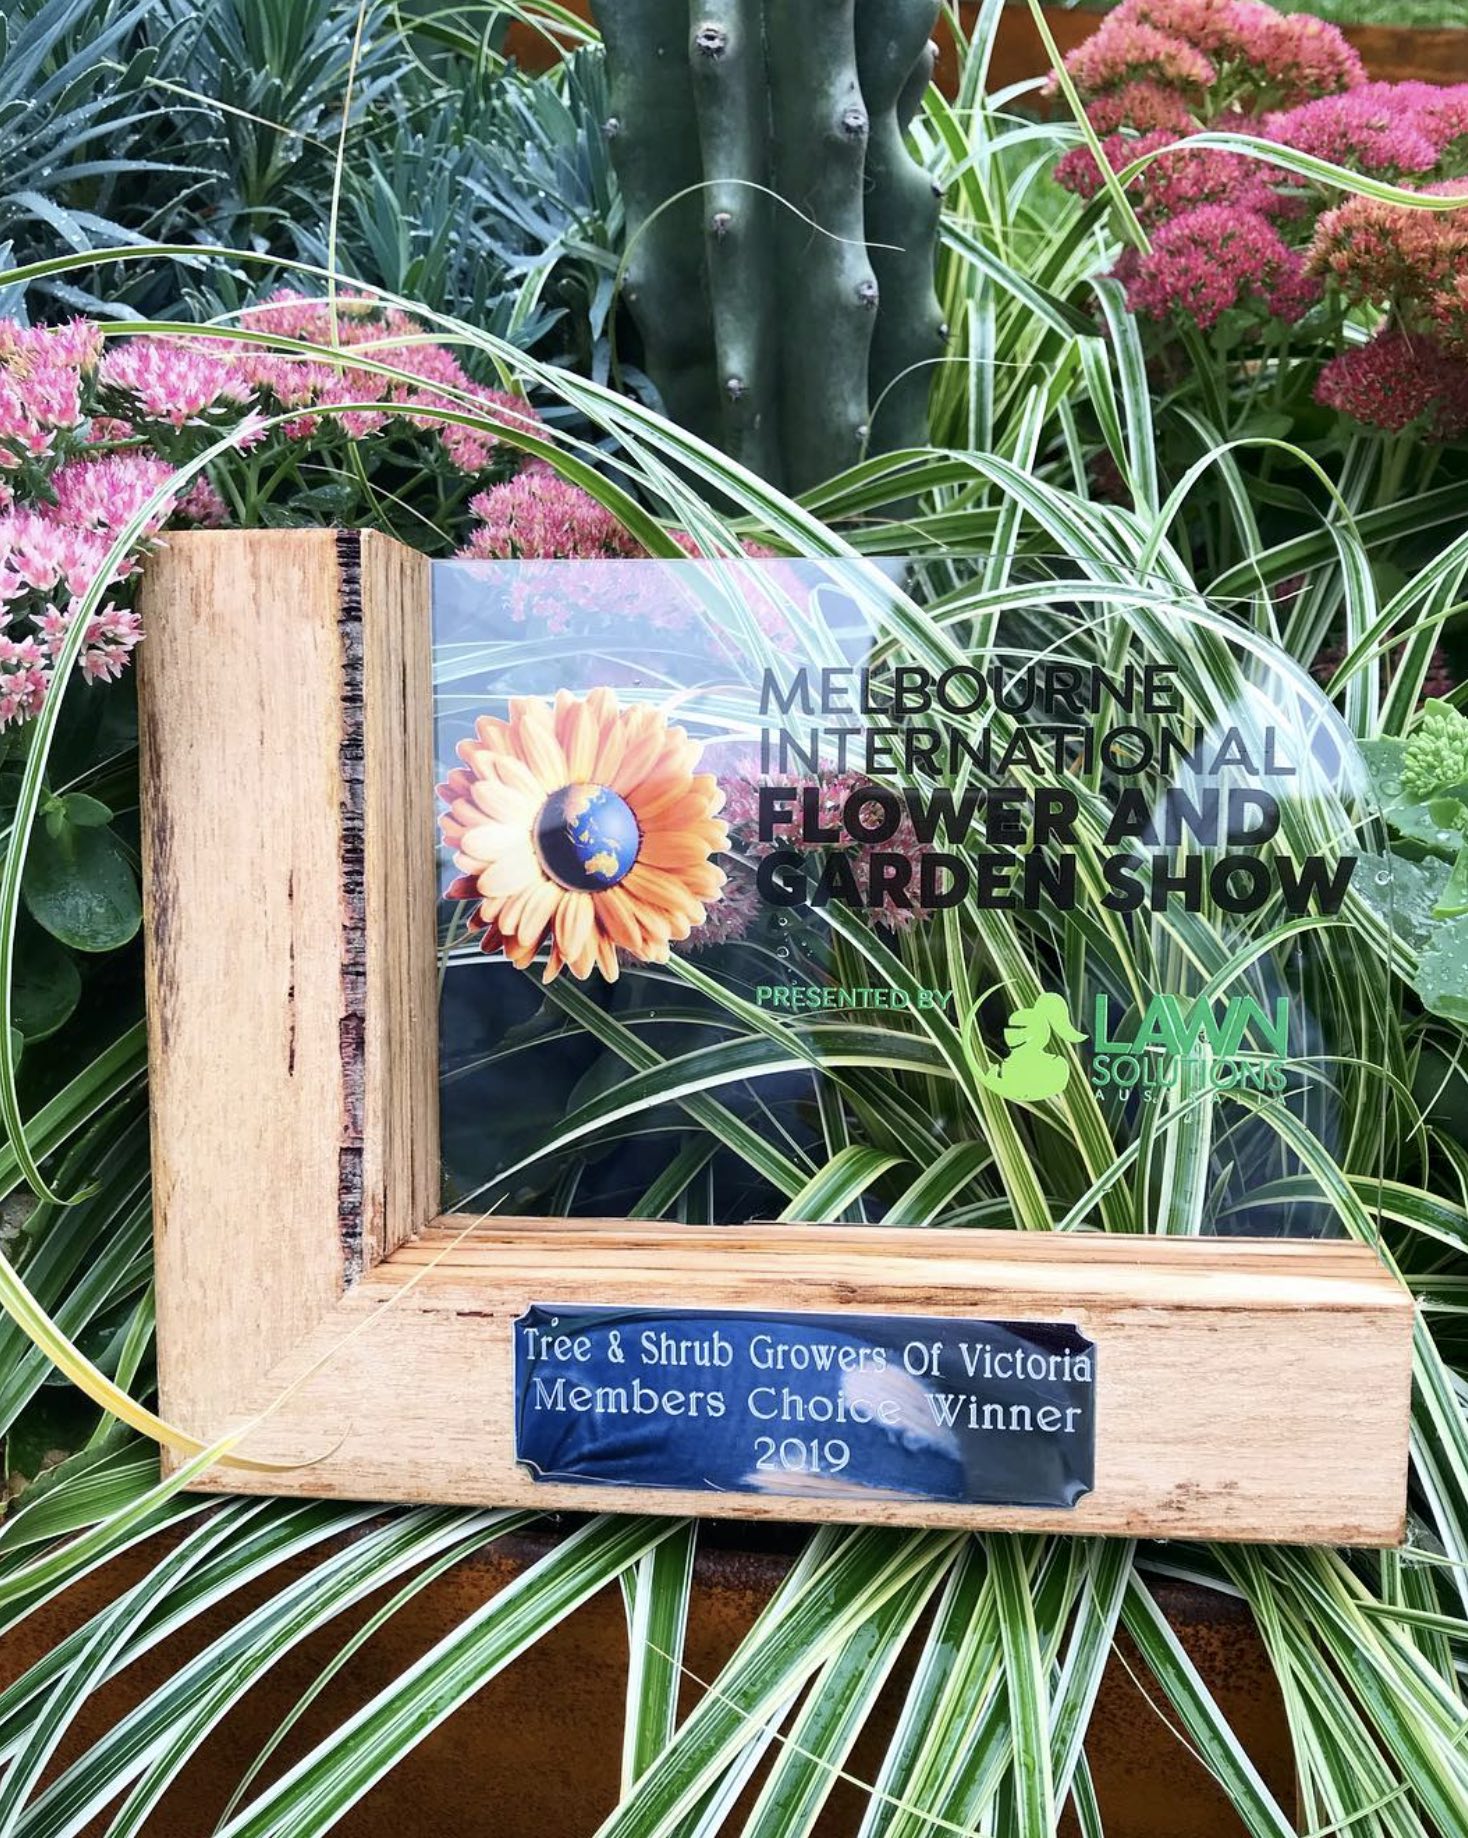 MELBOURNE
INTERNATIONAL
FLOWER AND
GARDEN SHOW
PRESENTED BY
LAWN
SOLUTIONS
AUSTRALIA
Tree & Shrub Growers Of Victoria
Members Choice Winner
2019